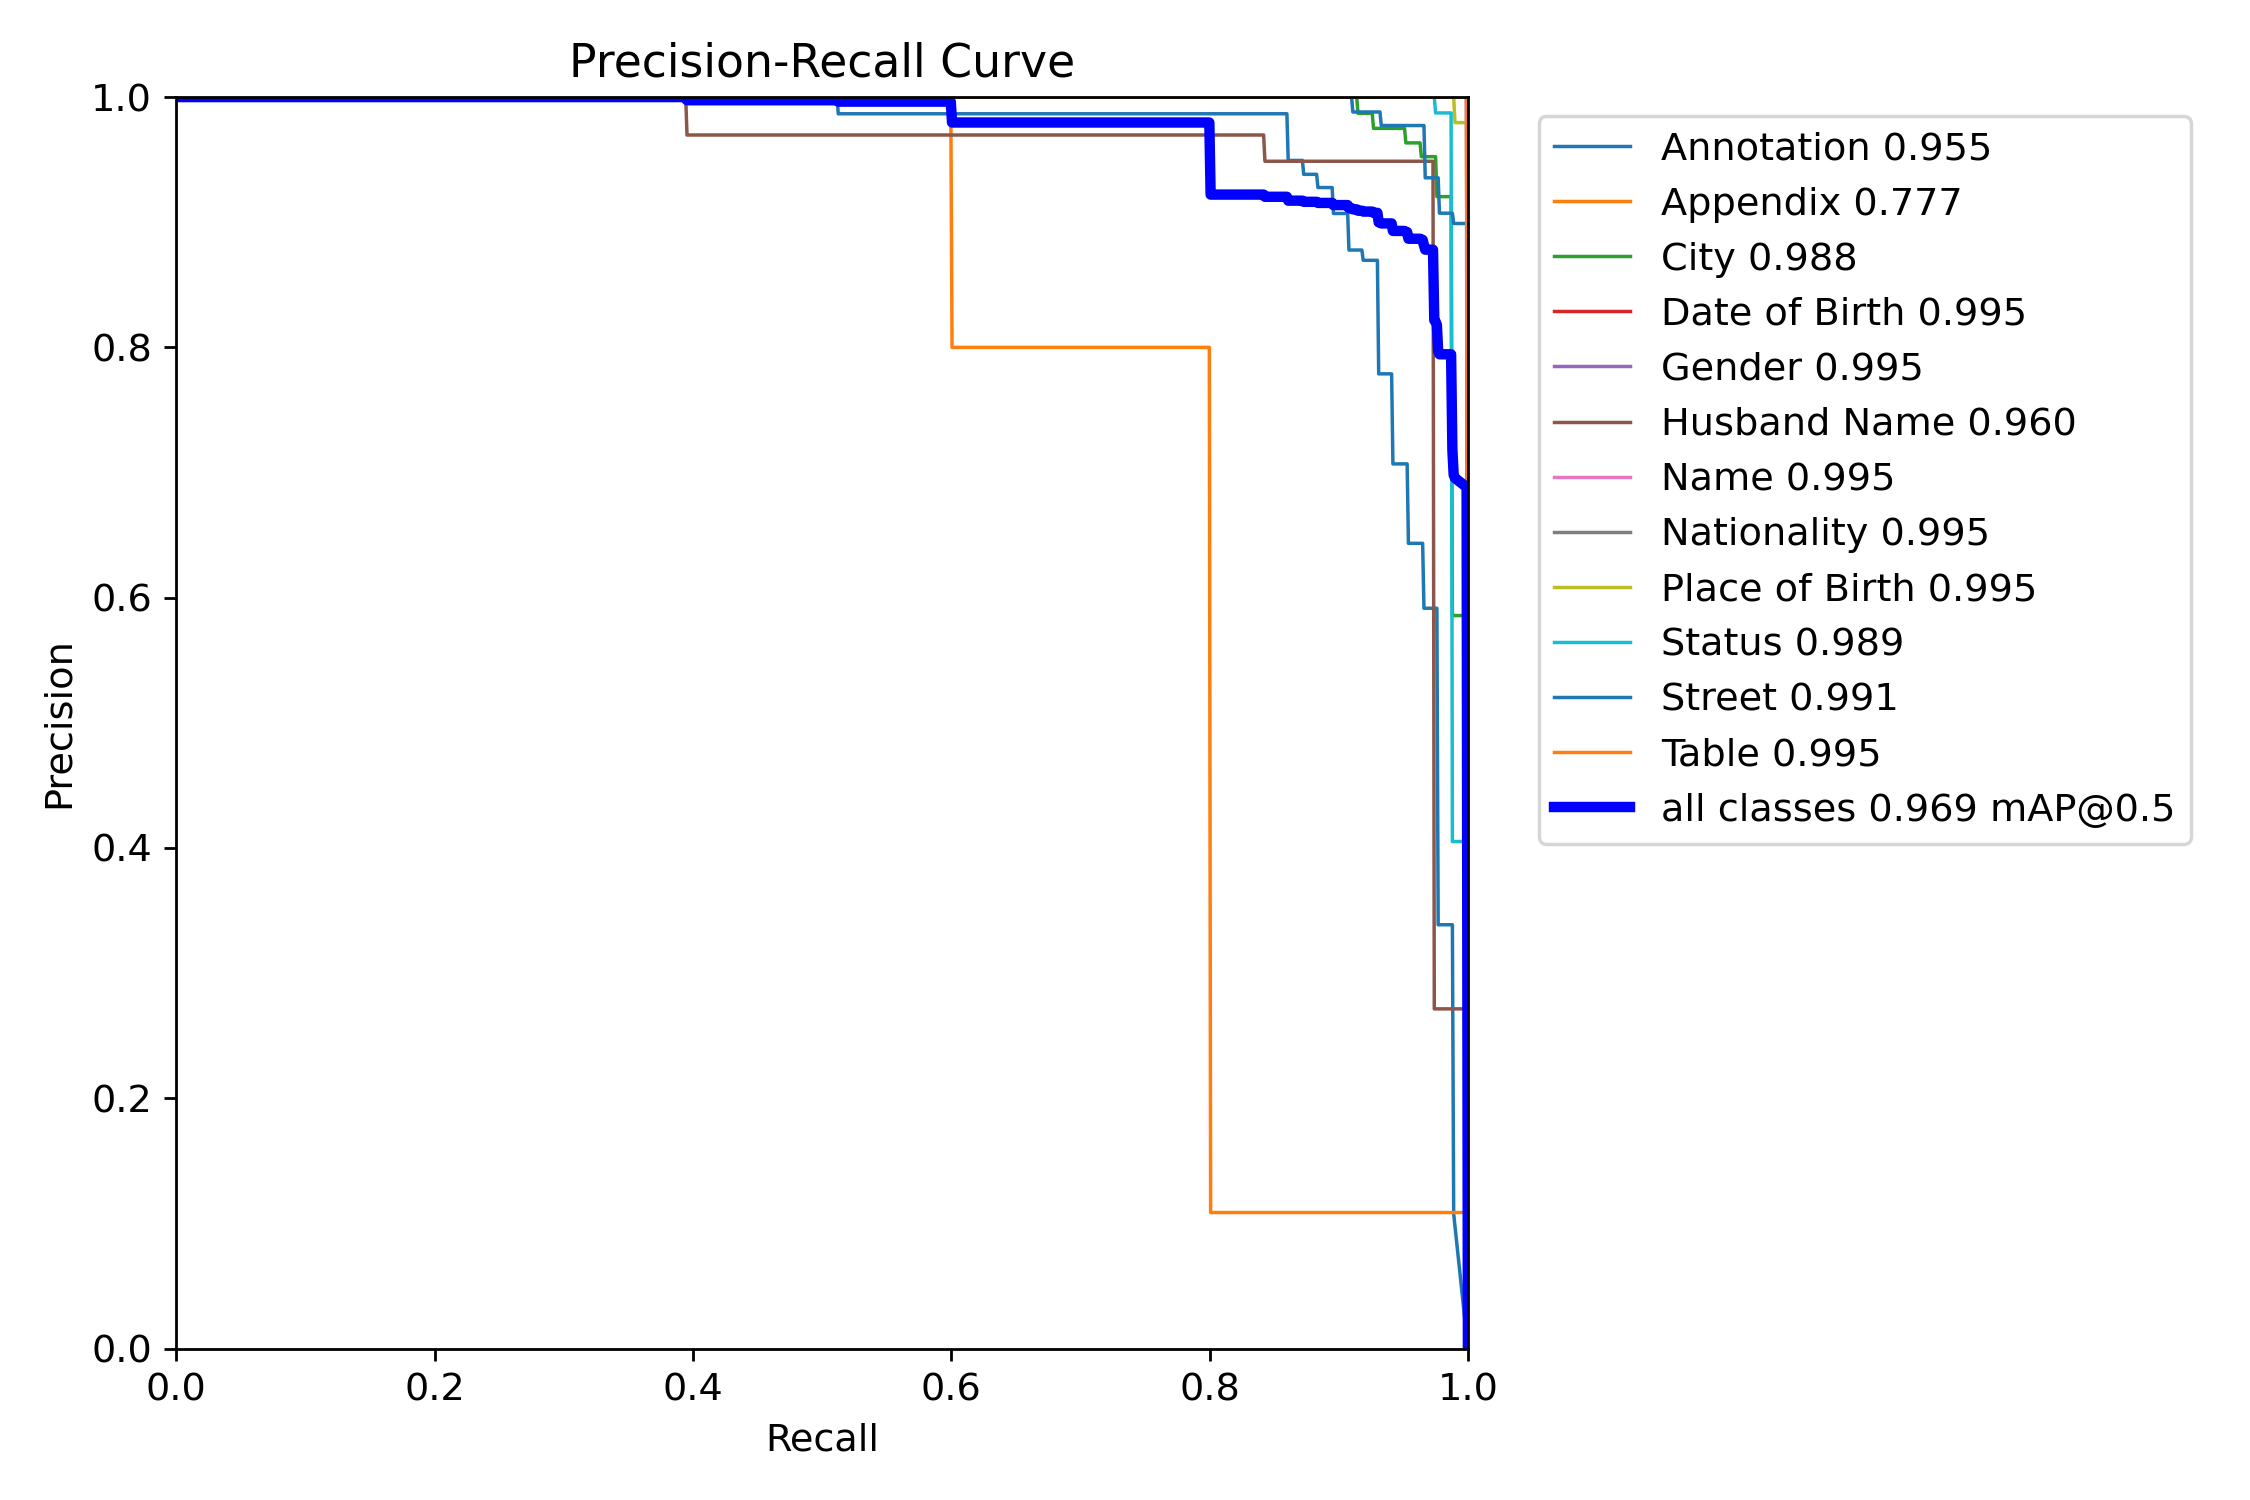 Precision-Recall Curve
1.0
0.8
0.6
0.4
0.2
0.0
Precision
0.0 0.2 0.4 0.6 0.8 1.0
Recall
Annotation 0.955
Appendix 0.777
City 0.988
Date of Birth 0.995
Gender 0.995
Husband Name 0.960
Name 0.995
Nationality 0.995
Place of Birth 0.995
Status 0.989
Street 0.991
Table 0.995
all classes 0.969 mAP@0.5